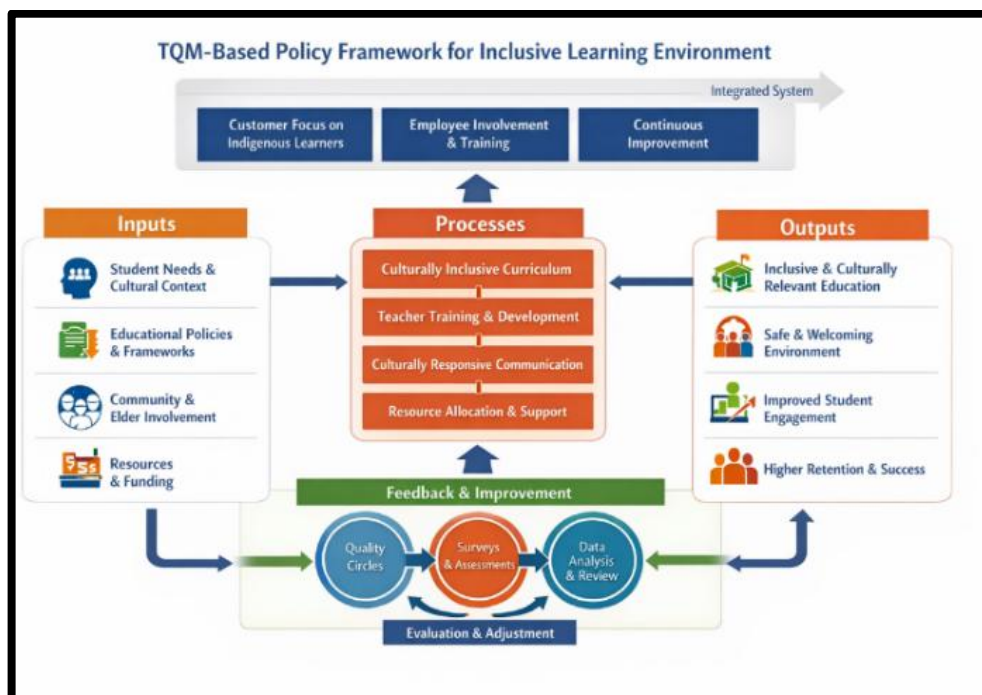 TQM-Based Policy Framework for Inclusive Learning Environment
Integrated System
Customer Focus on
Indigenous Learners
Employee Involvement
& Training
Continuous
Improvement
Inputs
Student Needs &
Cultural Context
Educational Policies
& Frameworks
Community &
Elder Involvement
Resources
& Funding
Processes
Culturally Inclusive Curriculum
Teacher Training & Development
Culturally Responsive Communication
Resource Allocation & Support
Outputs
Inclusive & Culturally
Relevant Education
Safe & Welcoming
Environment
Improved Student
Engagement
Higher Retention & Success
Feedback & Improvement
Quality
Circles
Surveys
& Assessments
Data
Analysis
& Review
Evaluation & Adjustment